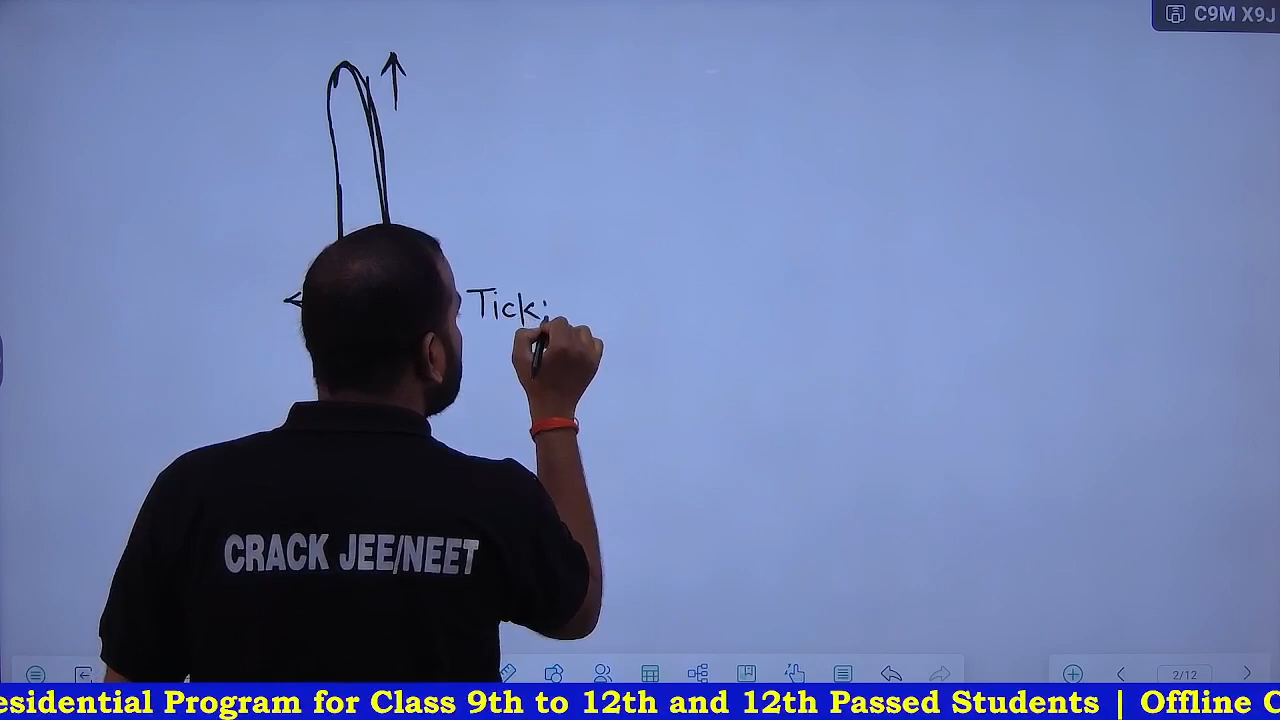 C9M X9J
Tick
CRACK JEE/NEET
2/12
esidential Program for Class 9th to 12th and 12th Passed Students | Offline C